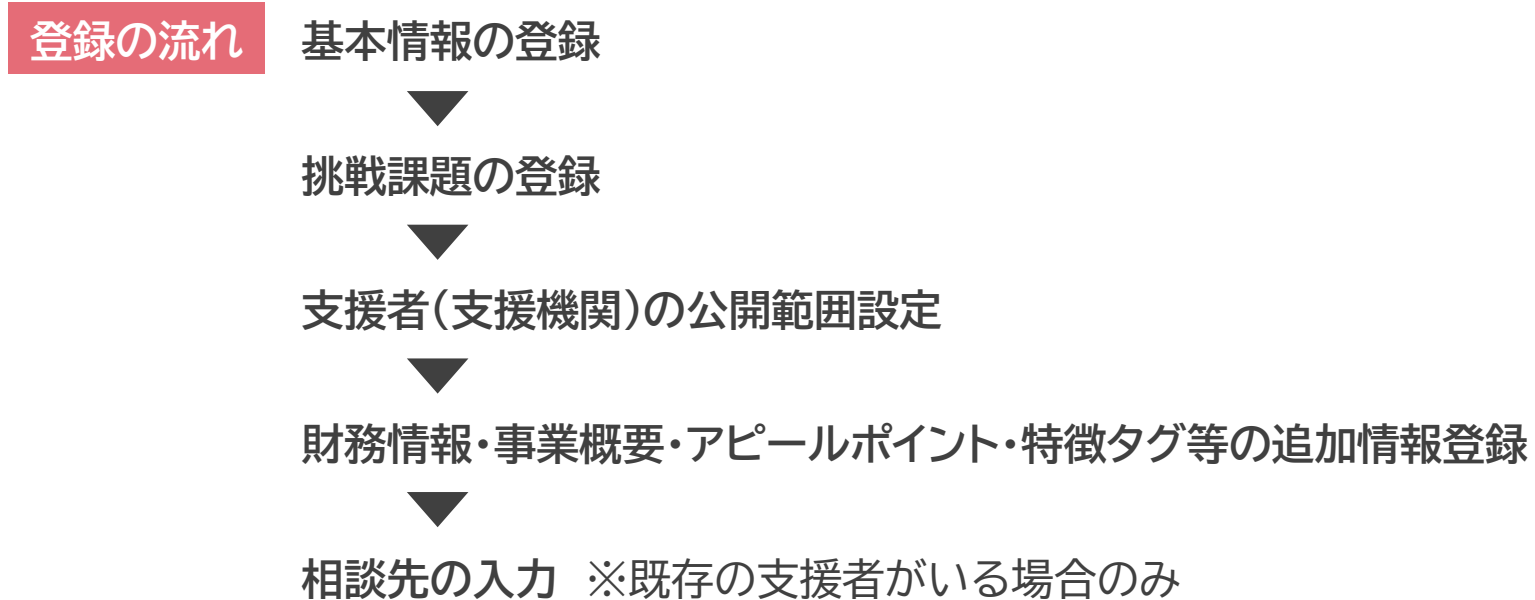 登録の流れ
基本情報の登録
挑戦課題の登録
支援者(支援機関)の公開範囲設定
財務情報・事業概要・アピールポイント・特徴タグ等の追加情報登録
相談先の入力 ※既存の支援者がいる場合のみ